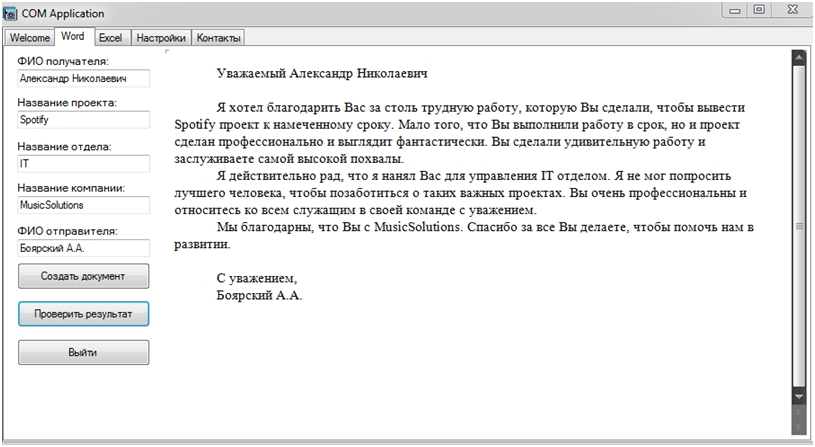 COM Application
Welcome Word Excel Настройки Контакты
ФИО получателя:
Александр Николаевич
Название проекта:
Spotify
Название отдела:
IT
Название компании:
MusicSolutions
ФИО отправителя:
Боярский А.А.
Создать документ
Проверить результат
Выйти
Уважаемый Александр Николаевич
Я хотел благодарить Вас за столь трудную работу, которую Вы сделали, чтобы вывести
Spotify проект к намеченному сроку. Мало того, что Вы выполнили работу в срок, но и проект
сделан профессионально и выглядит фантастически. Вы сделали удивительную работу и
заслуживаете самой высокой похвалы.
Я действительно рад, что я нанял Вас для управления IT отделом. Я не мог попросить
лучшего человека, чтобы позаботиться о таких важных проектах. Вы очень профессиональны и
относитесь ко всем служащим в своей команде с уважением.
Мы благодарны, что Вы с MusicSolutions. Спасибо за все Вы делаете, чтобы помочь нам в
развитии.
С уважением,
Боярский А.А.